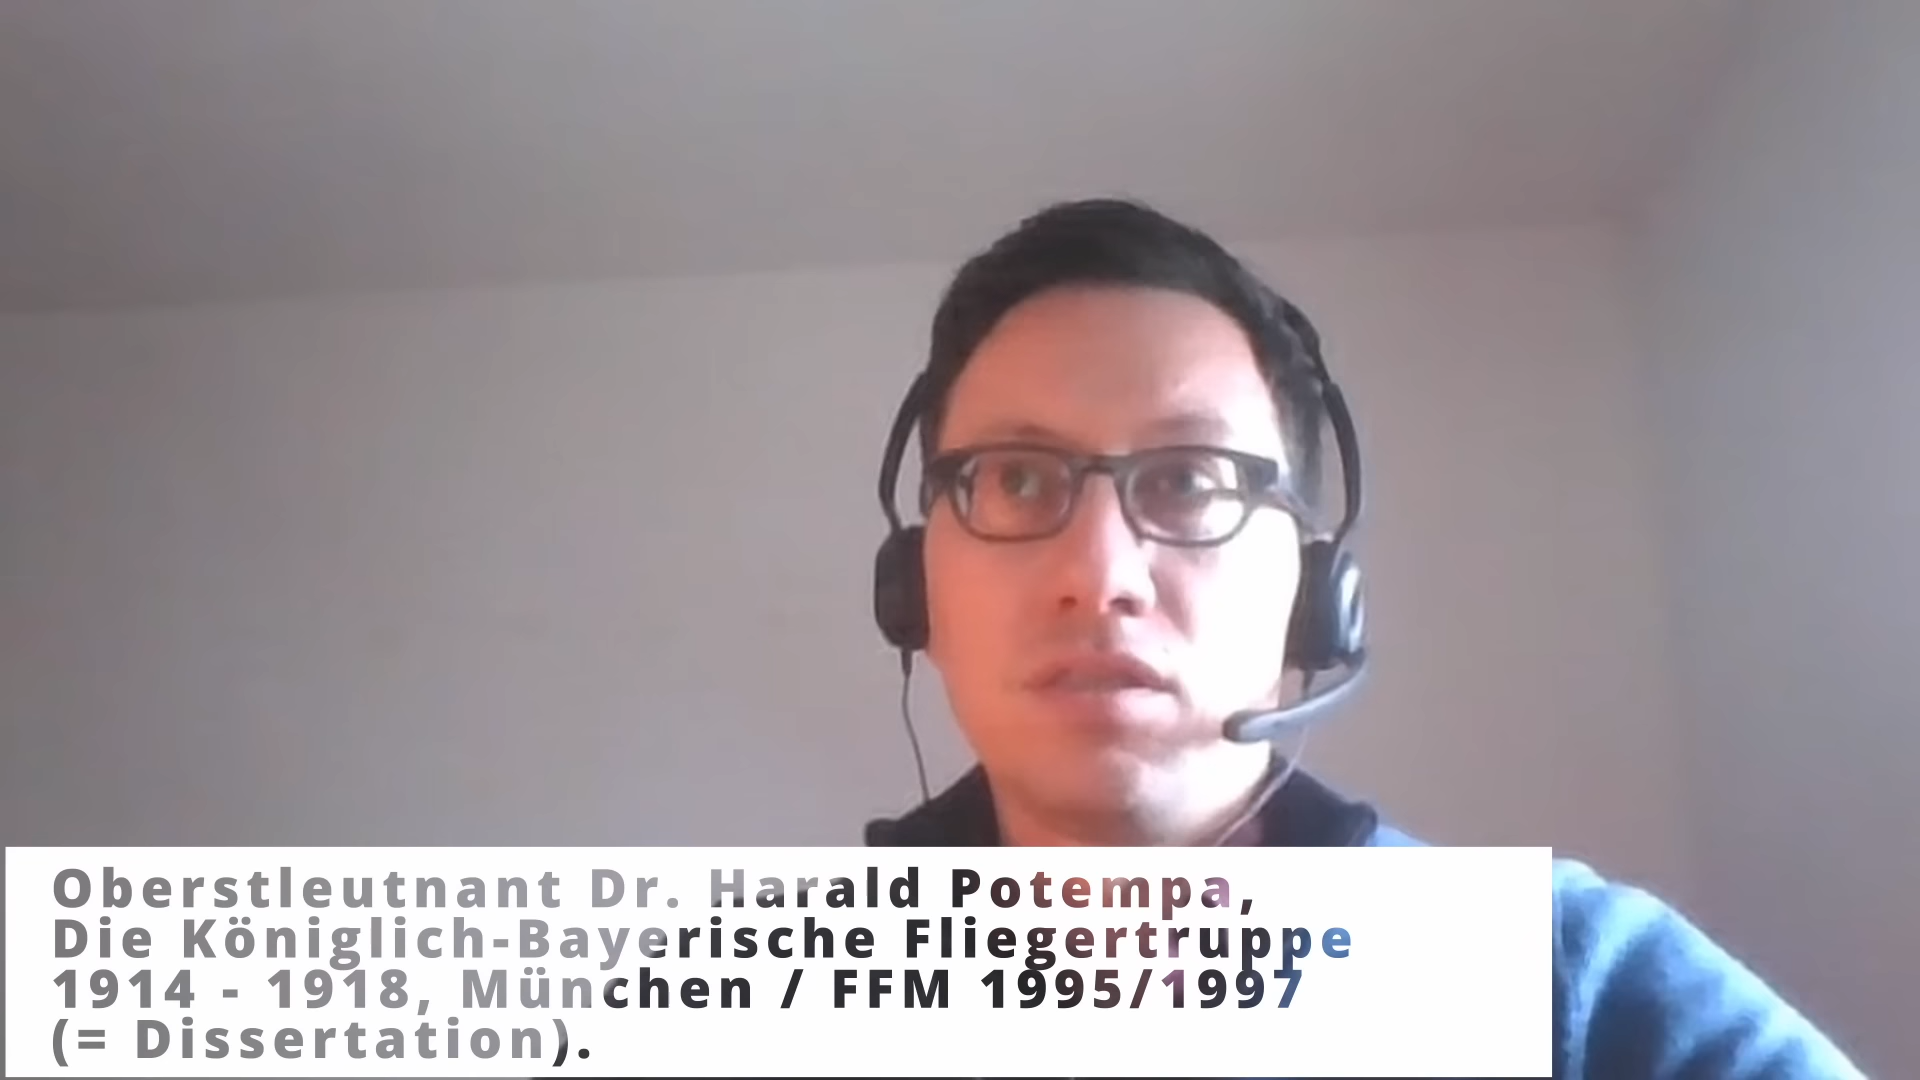 Oberstleutnant Dr. Harald Potempa,
Die Königlich-Bayerische Fliegertruppe
1914 - 1918, München / FFM 1995/1997
(= Dissertation).